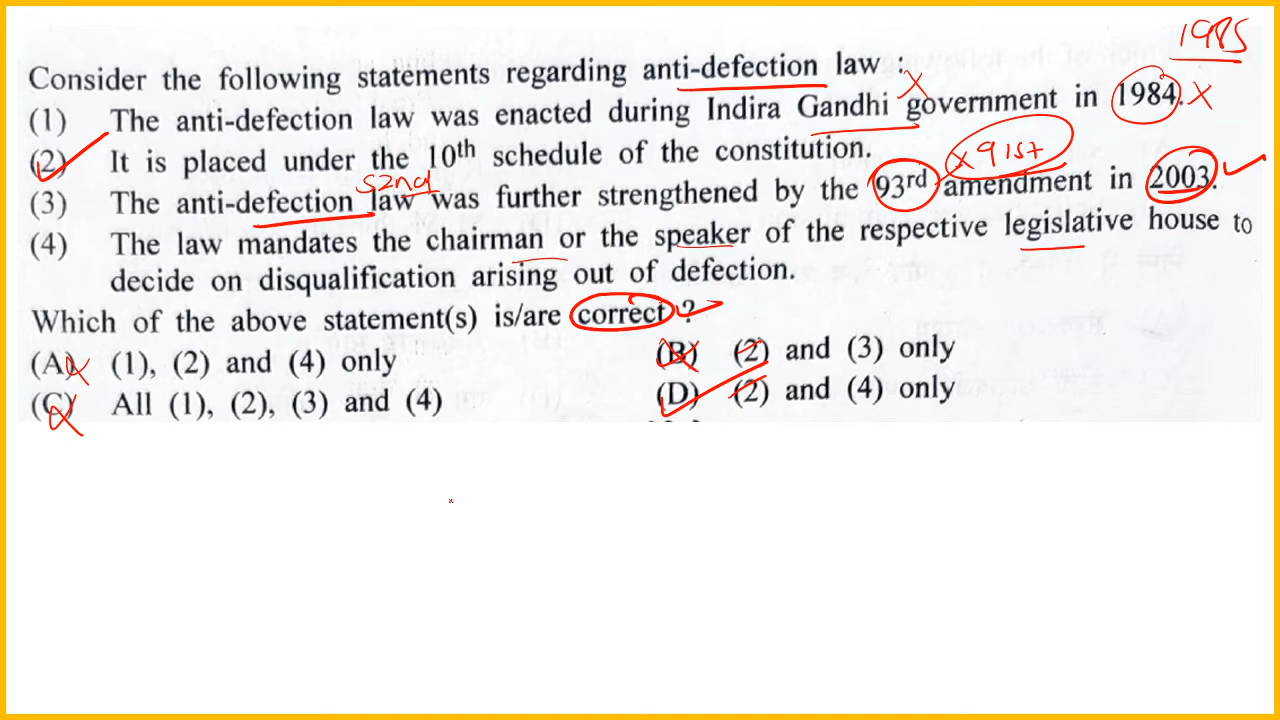 1985
Consider the following statements regarding anti-defection law :
(1) The anti-defection law was enacted during Indira Gandhi government in 1984.
(2) It is placed under the 10th schedule of the constitution.
91st
52nd
(3) The anti-defection law was further strengthened by the 93rd amendment in 2003.
(4) The law mandates the chairman or the speaker of the respective legislative house to
decide on disqualification arising out of defection.
Which of the above statement(s) is/are correct ?
(A) (1), (2) and (4) only (B) (2) and (3) only
(C) All (1), (2), (3) and (4) (D) (2) and (4) only